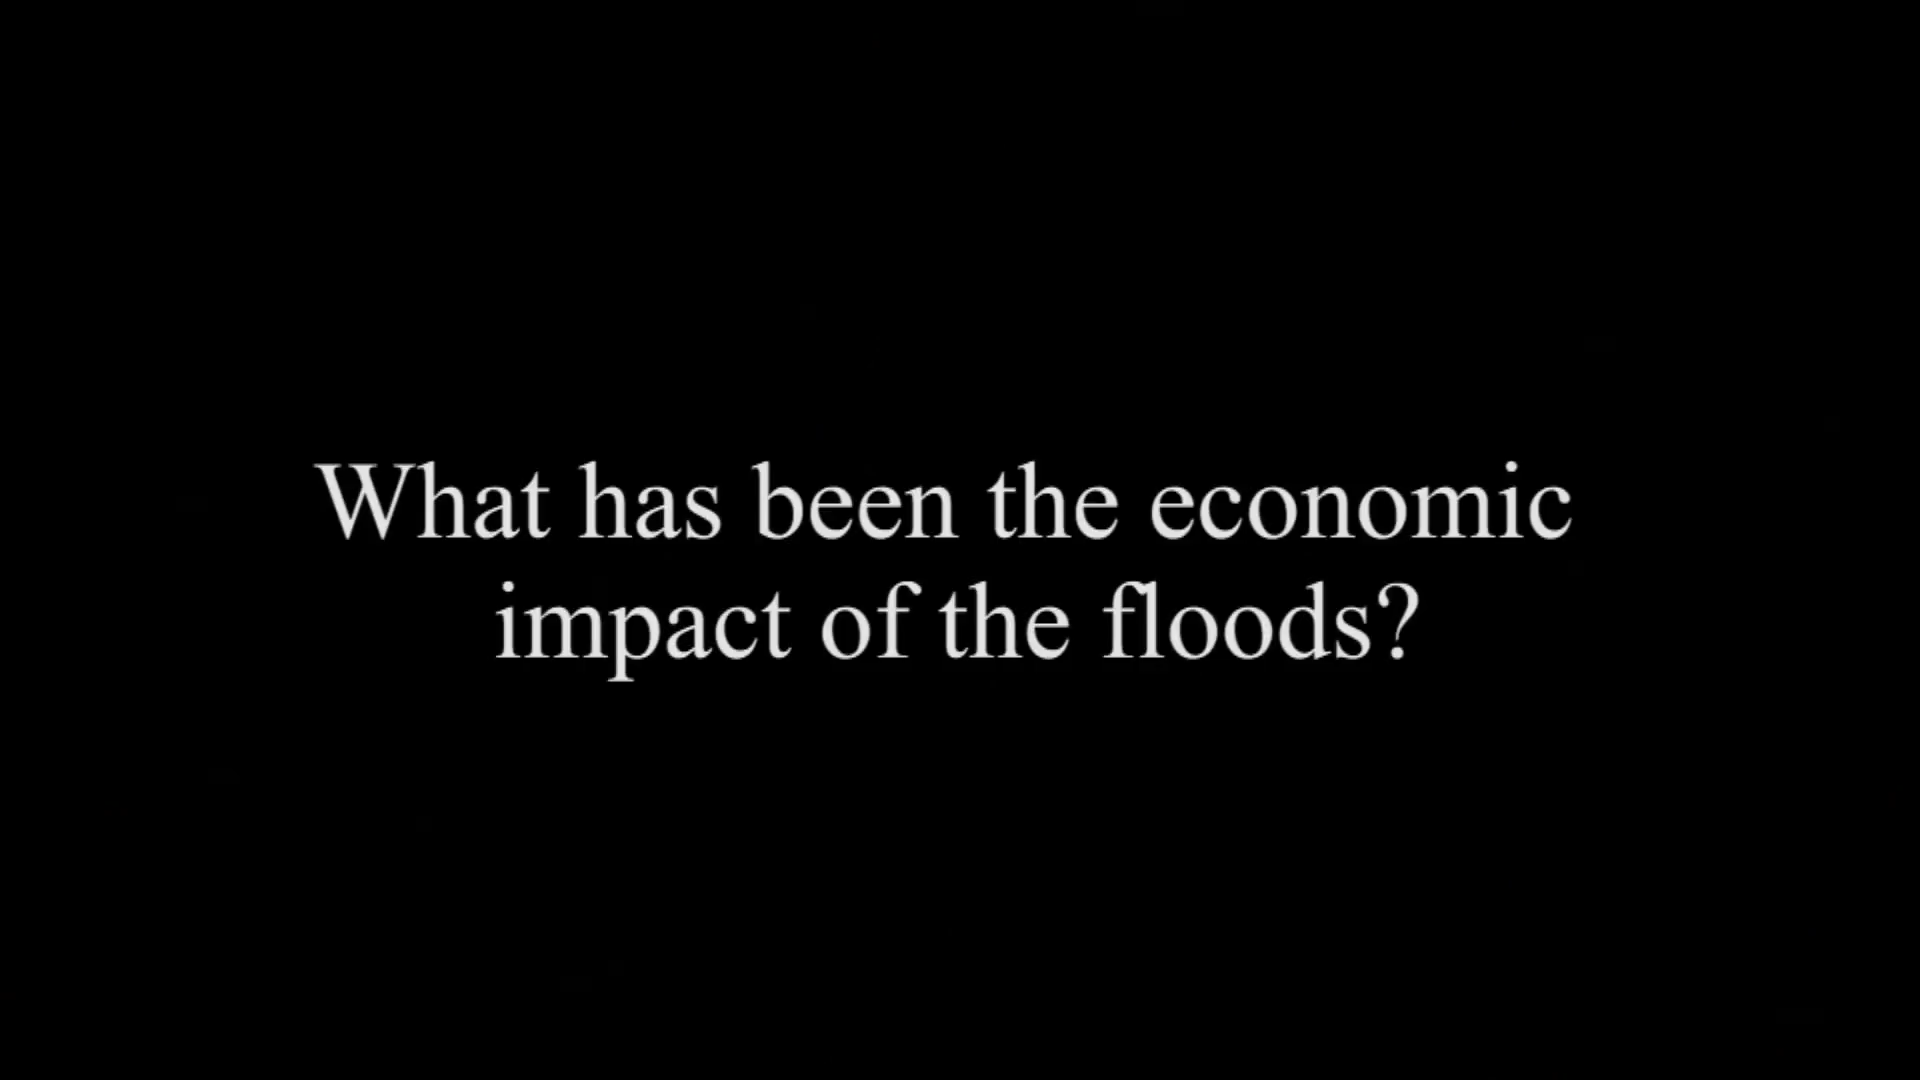 What has been the economic
impact of the floods?